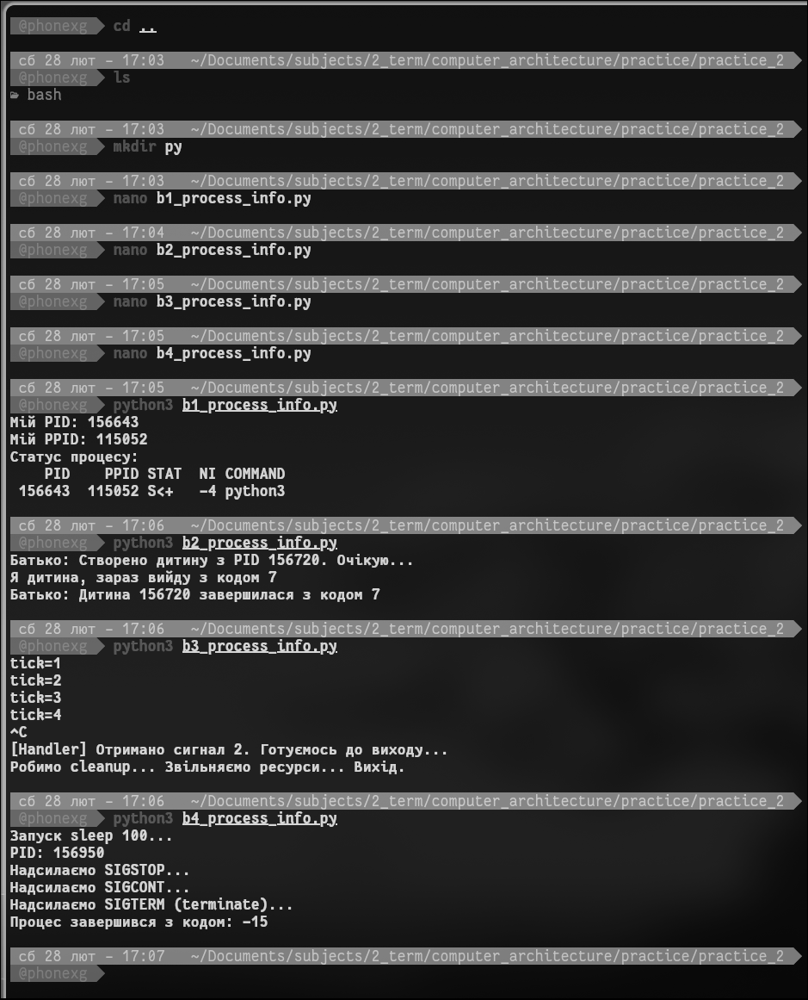 @phonexg cd ..
сб 28 лют - 17:03 ~/Documents/subjects/2_term/computer_architecture/practice/practice_2
@phonexg ls
bash
сб 28 лют - 17:03 ~/Documents/subjects/2_term/computer_architecture/practice/practice_2
@phonexg mkdir py
сб 28 лют - 17:03 ~/Documents/subjects/2_term/computer_architecture/practice/practice_2
@phonexg nano b1_process_info.py
сб 28 лют - 17:04 ~/Documents/subjects/2_term/computer_architecture/practice/practice_2
@phonexg nano b2_process_info.py
сб 28 лют - 17:05 ~/Documents/subjects/2_term/computer_architecture/practice/practice_2
@phonexg nano b3_process_info.py
сб 28 лют - 17:05 ~/Documents/subjects/2_term/computer_architecture/practice/practice_2
@phonexg nano b4_process_info.py
сб 28 лют - 17:05 ~/Documents/subjects/2_term/computer_architecture/practice/practice_2
@phonexg python3 b1_process_info.py
Мій PID: 156643
Мій PPID: 115052
Статус процесу:
    PID    PPID STAT  NI COMMAND
 156643  115052 S<+   -4 python3
сб 28 лют - 17:06 ~/Documents/subjects/2_term/computer_architecture/practice/practice_2
@phonexg python3 b2_process_info.py
Батько: Створено дитину з PID 156720. Очікую...
Я дитина, зараз вийду з кодом 7
Батько: Дитина 156720 завершилася з кодом 7
сб 28 лют - 17:06 ~/Documents/subjects/2_term/computer_architecture/practice/practice_2
@phonexg python3 b3_process_info.py
tick=1
tick=2
tick=3
tick=4
^C
[Handler] Отримано сигнал 2. Готуємось до виходу...
Робимо cleanup... Звільняємо ресурси... Вихід.
сб 28 лют - 17:06 ~/Documents/subjects/2_term/computer_architecture/practice/practice_2
@phonexg python3 b4_process_info.py
Запуск sleep 100...
PID: 156950
Надсилаємо SIGSTOP...
Надсилаємо SIGCONT...
Надсилаємо SIGTERM (terminate)...
Процес завершився з кодом: -15
сб 28 лют - 17:07 ~/Documents/subjects/2_term/computer_architecture/practice/practice_2
@phonexg